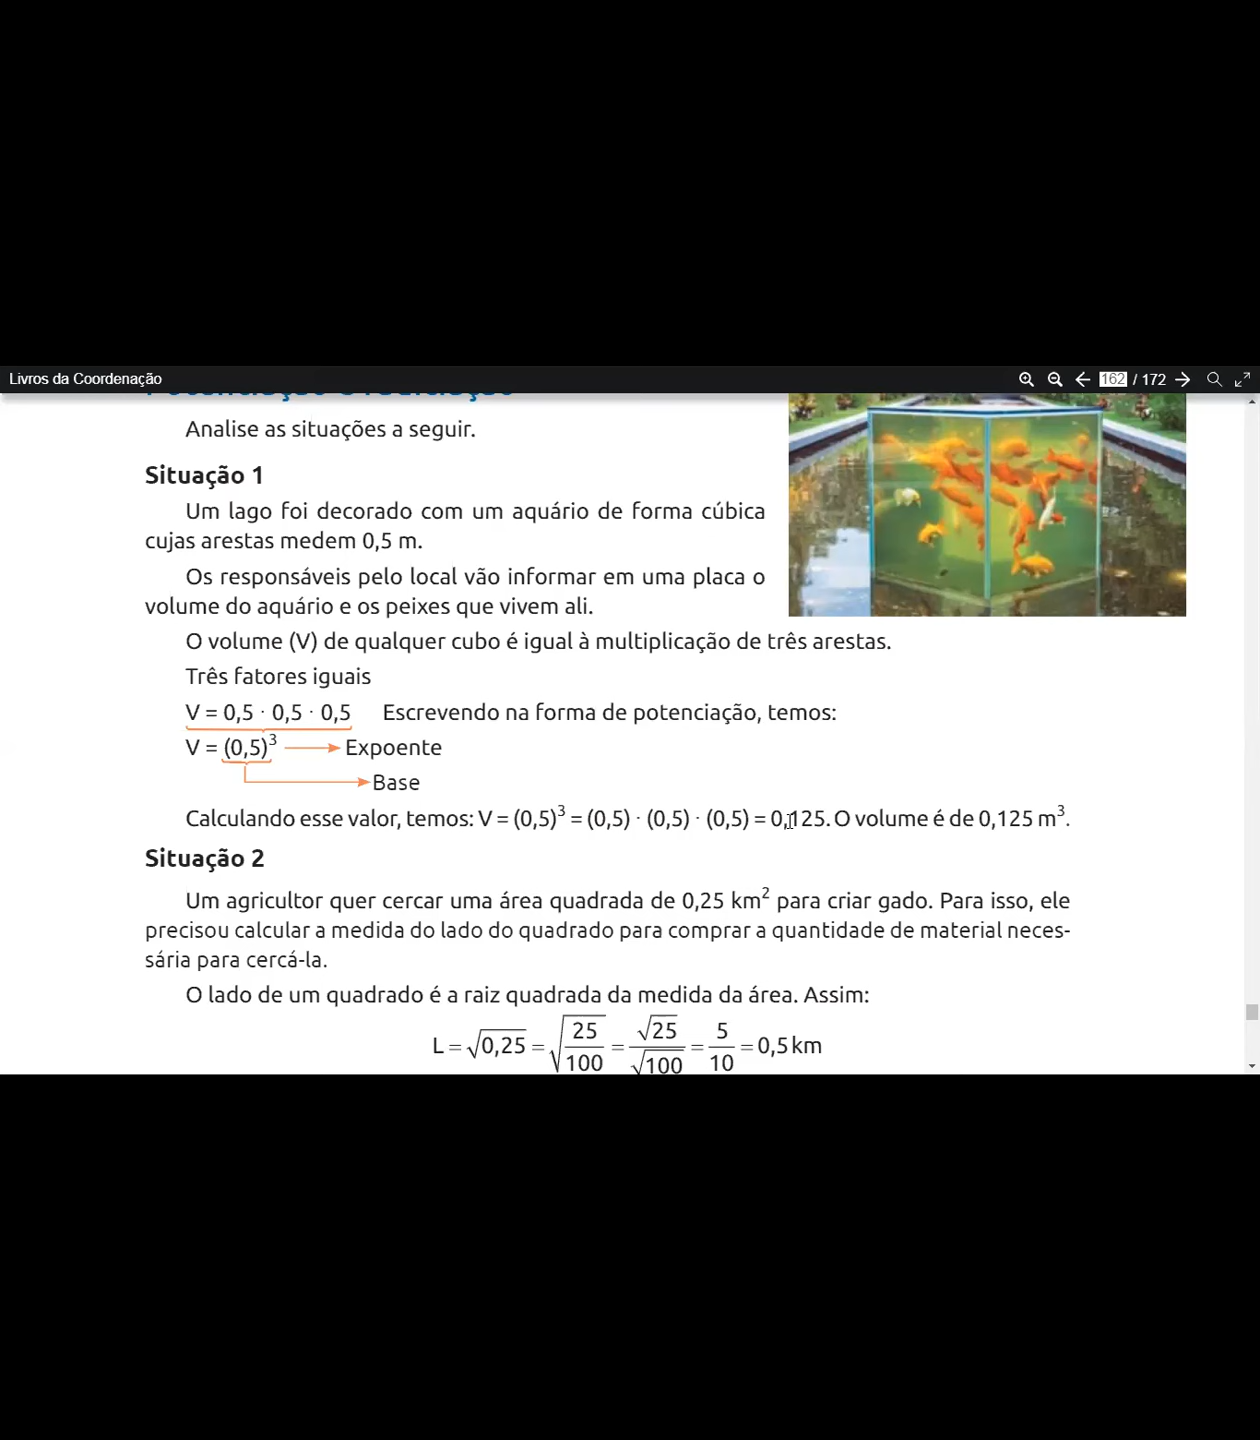 Livros da Coordenação
162 / 172
Analise as situações a seguir.
Situação 1
Um lago foi decorado com um aquário de forma cúbica
cujas arestas medem 0,5 m.
Os responsáveis pelo local vão informar em uma placa o
volume do aquário e os peixes que vivem ali.
O volume (V) de qualquer cubo é igual à multiplicação de três arestas.
Três fatores iguais
V = 0,5 · 0,5 · 0,5 Escrevendo na forma de potenciação, temos:
V = (0,5)³ → Expoente
Base
Calculando esse valor, temos: V = (0,5)³ = (0,5) · (0,5) · (0,5) = 0,125. O volume é de 0,125 m³.
Situação 2
Um agricultor quer cercar uma área quadrada de 0,25 km² para criar gado. Para isso, ele
precisou calcular a medida do lado do quadrado para comprar a quantidade de material neces-
sária para cercá-la.
O lado de um quadrado é a raiz quadrada da medida da área. Assim:
L = √0,25 = √(25/100) = √25/√100 = 5/10 = 0,5 km